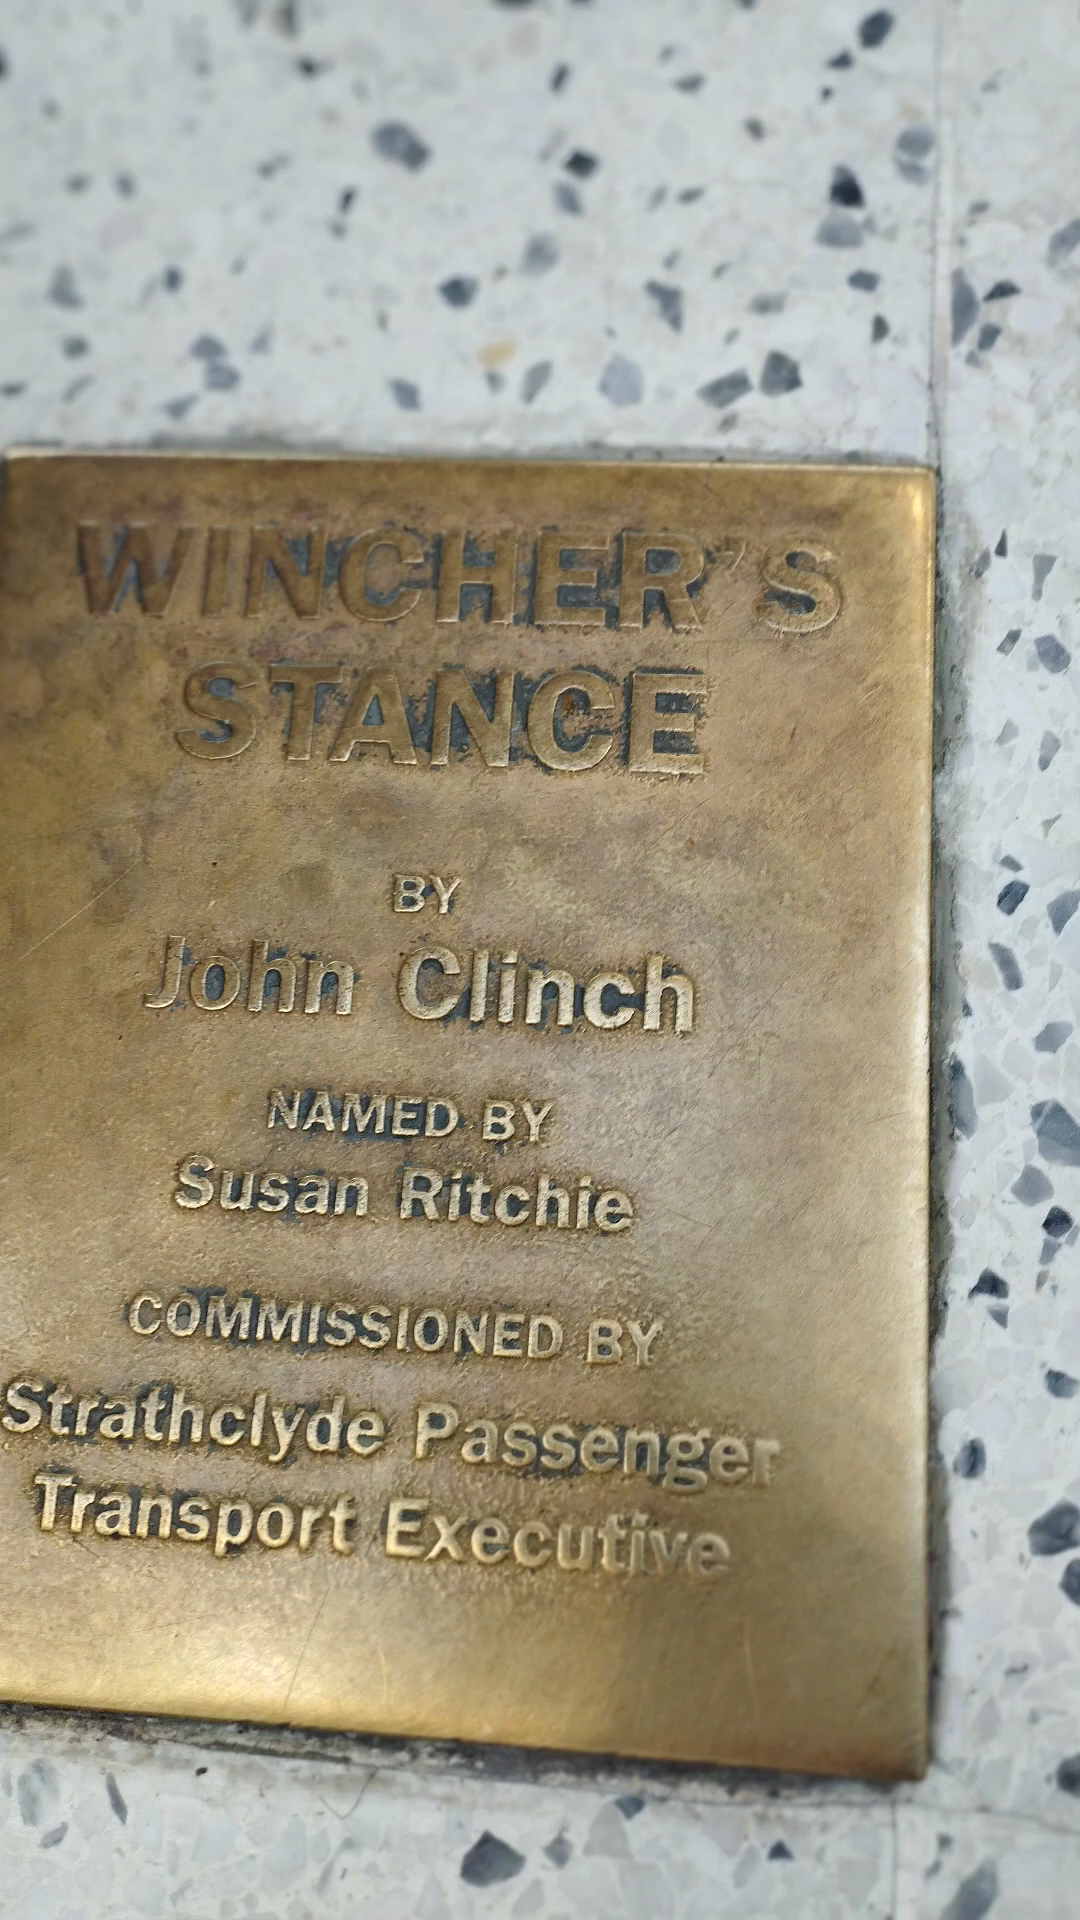 WINCHER'S
STANCE
BY
John Clinch
NAMED BY
Susan Ritchie
COMMISSIONED BY
Strathclyde Passenger
Transport Executive